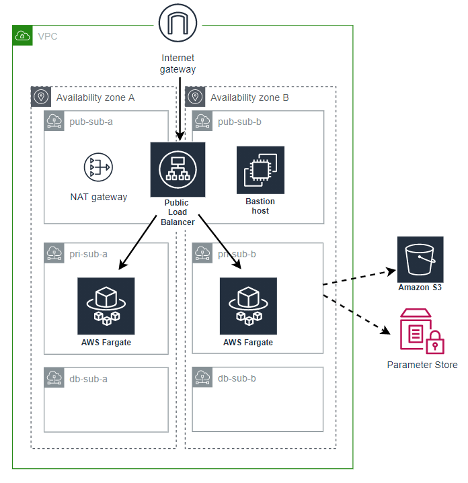 VPC
Internet
gateway
Availability zone A
Availability zone B
pub-sub-a
pub-sub-b
NAT gateway
Public
Load
Balancer
Bastion
host
pri-sub-a
pri-sub-b
AWS Fargate
AWS Fargate
Amazon S3
Parameter Store
db-sub-a
db-sub-b